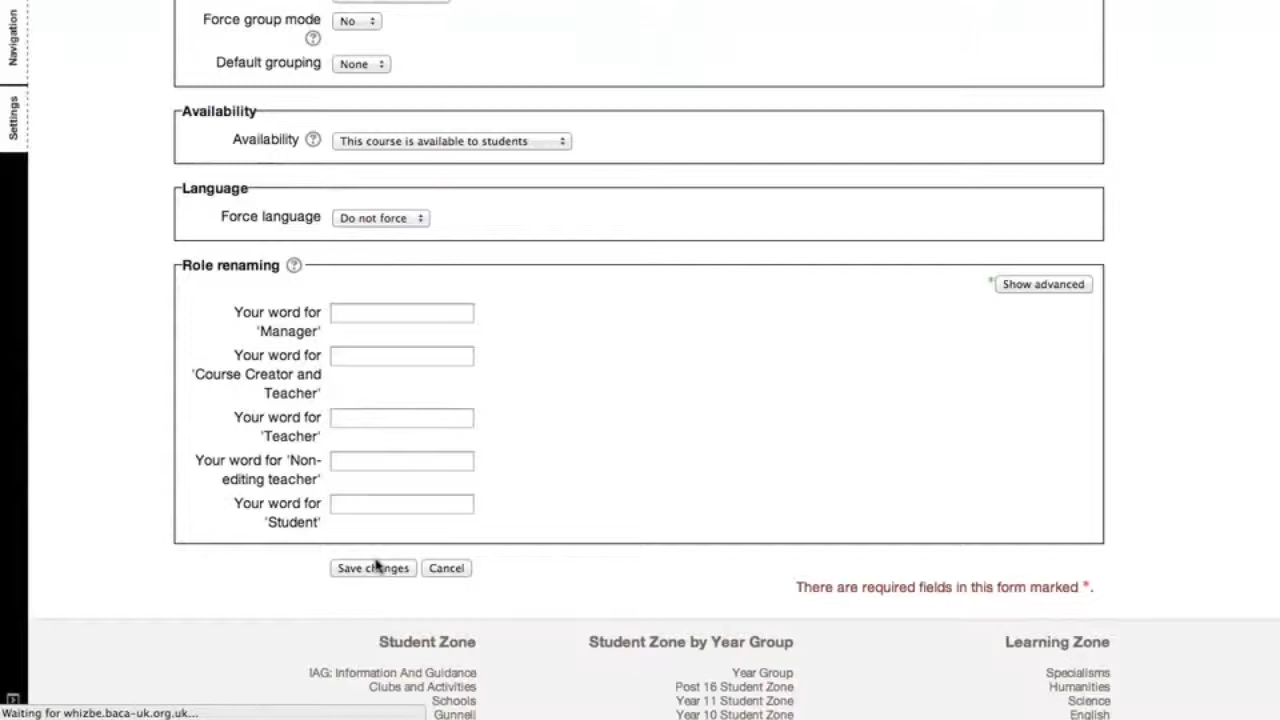 Navigation
Settings
Force group mode
No
Default grouping
None
Availability
Availability
This course is available to students
Language
Force language
Do not force
Role renaming
* Show advanced
Your word for
'Manager'
Your word for
'Course Creator and
Teacher'
Your word for
'Teacher'
Your word for 'Non-
editing teacher'
Your word for
'Student'
Save changes
Cancel
There are required fields in this form marked *.
Student Zone
IAG: Information And Guidance
Clubs and Activities
Schools
Gunnell
Student Zone by Year Group
Year Group
Post 16 Student Zone
Year 11 Student Zone
Year 10 Student Zone
Learning Zone
Specialisms
Humanities
Science
English
Waiting for whizbe.baca-uk.org.uk...